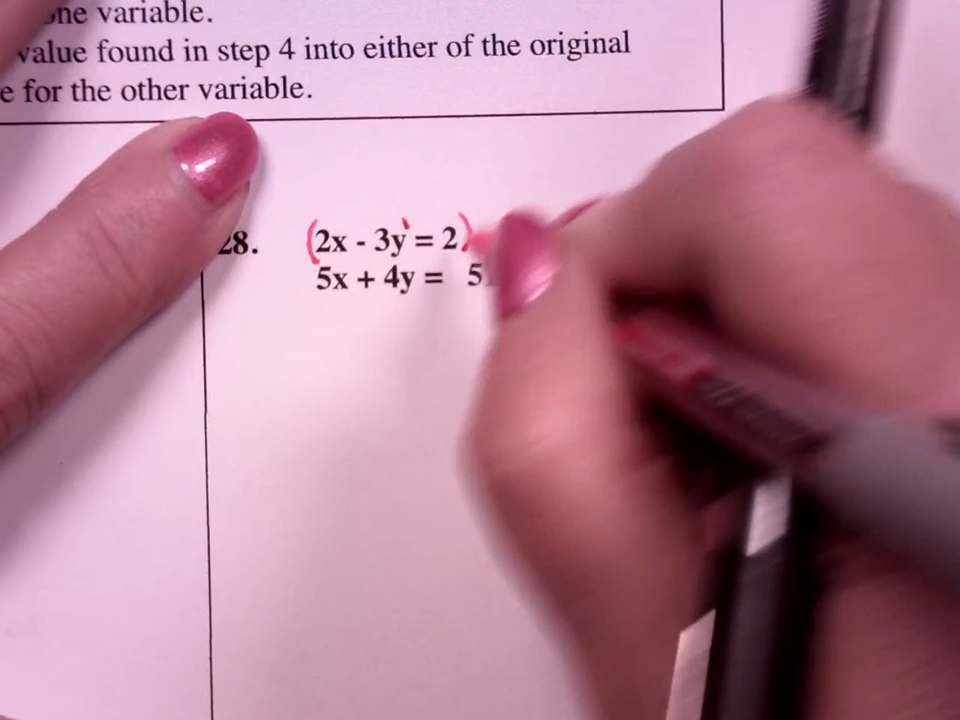 variable.
value found in step 4 into either of the original
for the other variable.
28. (2x - 3y = 2)
5x + 4y = 5